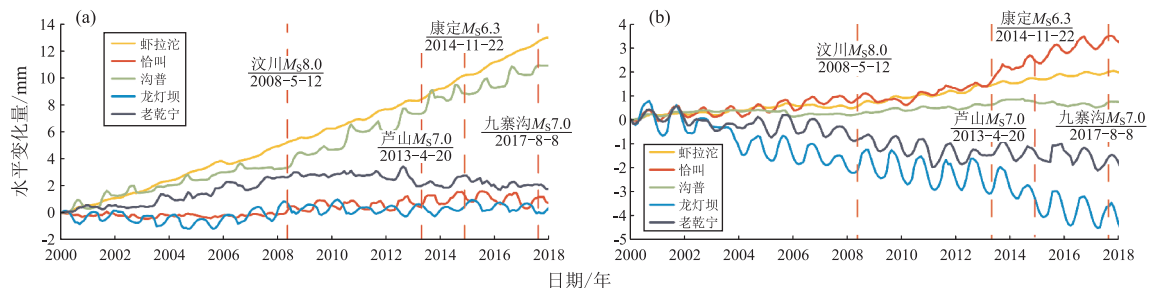 (a)
14
12
10
8
6
4
2
0
-2
水平变化量/mm
虾拉沱
恰叫
沟普
龙灯坝
老乾宁
汶川MS8.0
2008-5-12
康定MS6.3
2014-11-22
芦山MS7.0
2013-4-20
九寨沟MS7.0
2017-8-8
2000 2002 2004 2006 2008 2010 2012 2014 2016 2018
(b)
4
3
2
1
0
-1
-2
-3
-4
-5
虾拉沱
恰叫
沟普
龙灯坝
老乾宁
汶川MS8.0
2008-5-12
康定MS6.3
2014-11-22
芦山MS7.0
2013-4-20
九寨沟MS7.0
2017-8-8
2000 2002 2004 2006 2008 2010 2012 2014 2016 2018
日期/年